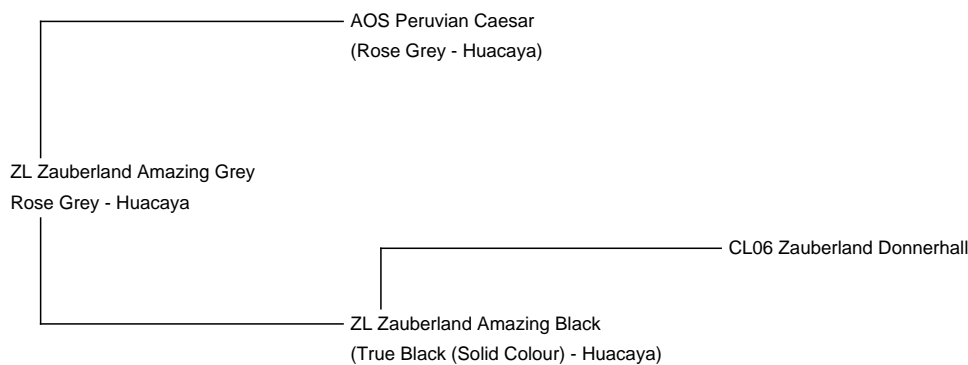 AOS Peruvian Caesar
(Rose Grey - Huacaya)
ZL Zauberland Amazing Grey
Rose Grey - Huacaya
CL06 Zauberland Donnerhall
ZL Zauberland Amazing Black
(True Black (Solid Colour) - Huacaya)